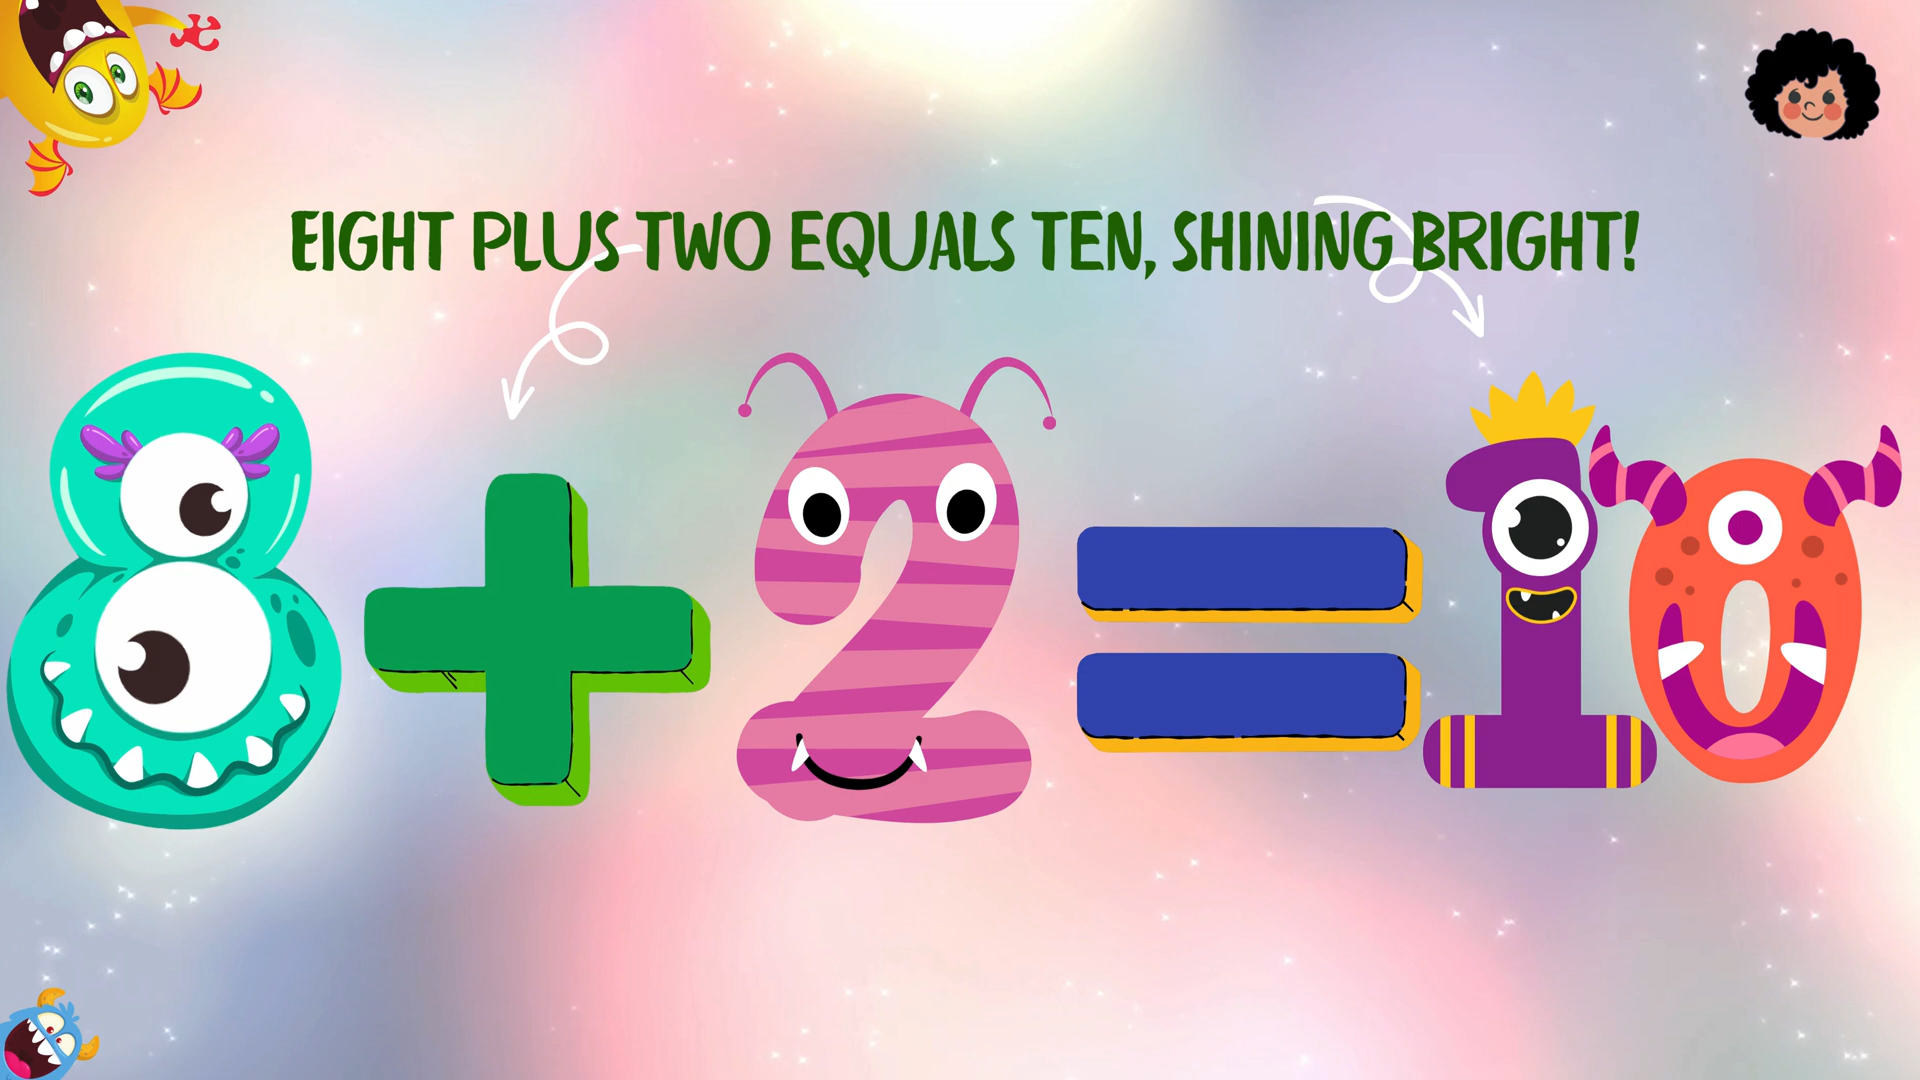 EIGHT PLUS TWO EQUALS TEN, SHINING BRIGHT!
8 + 2 = 10